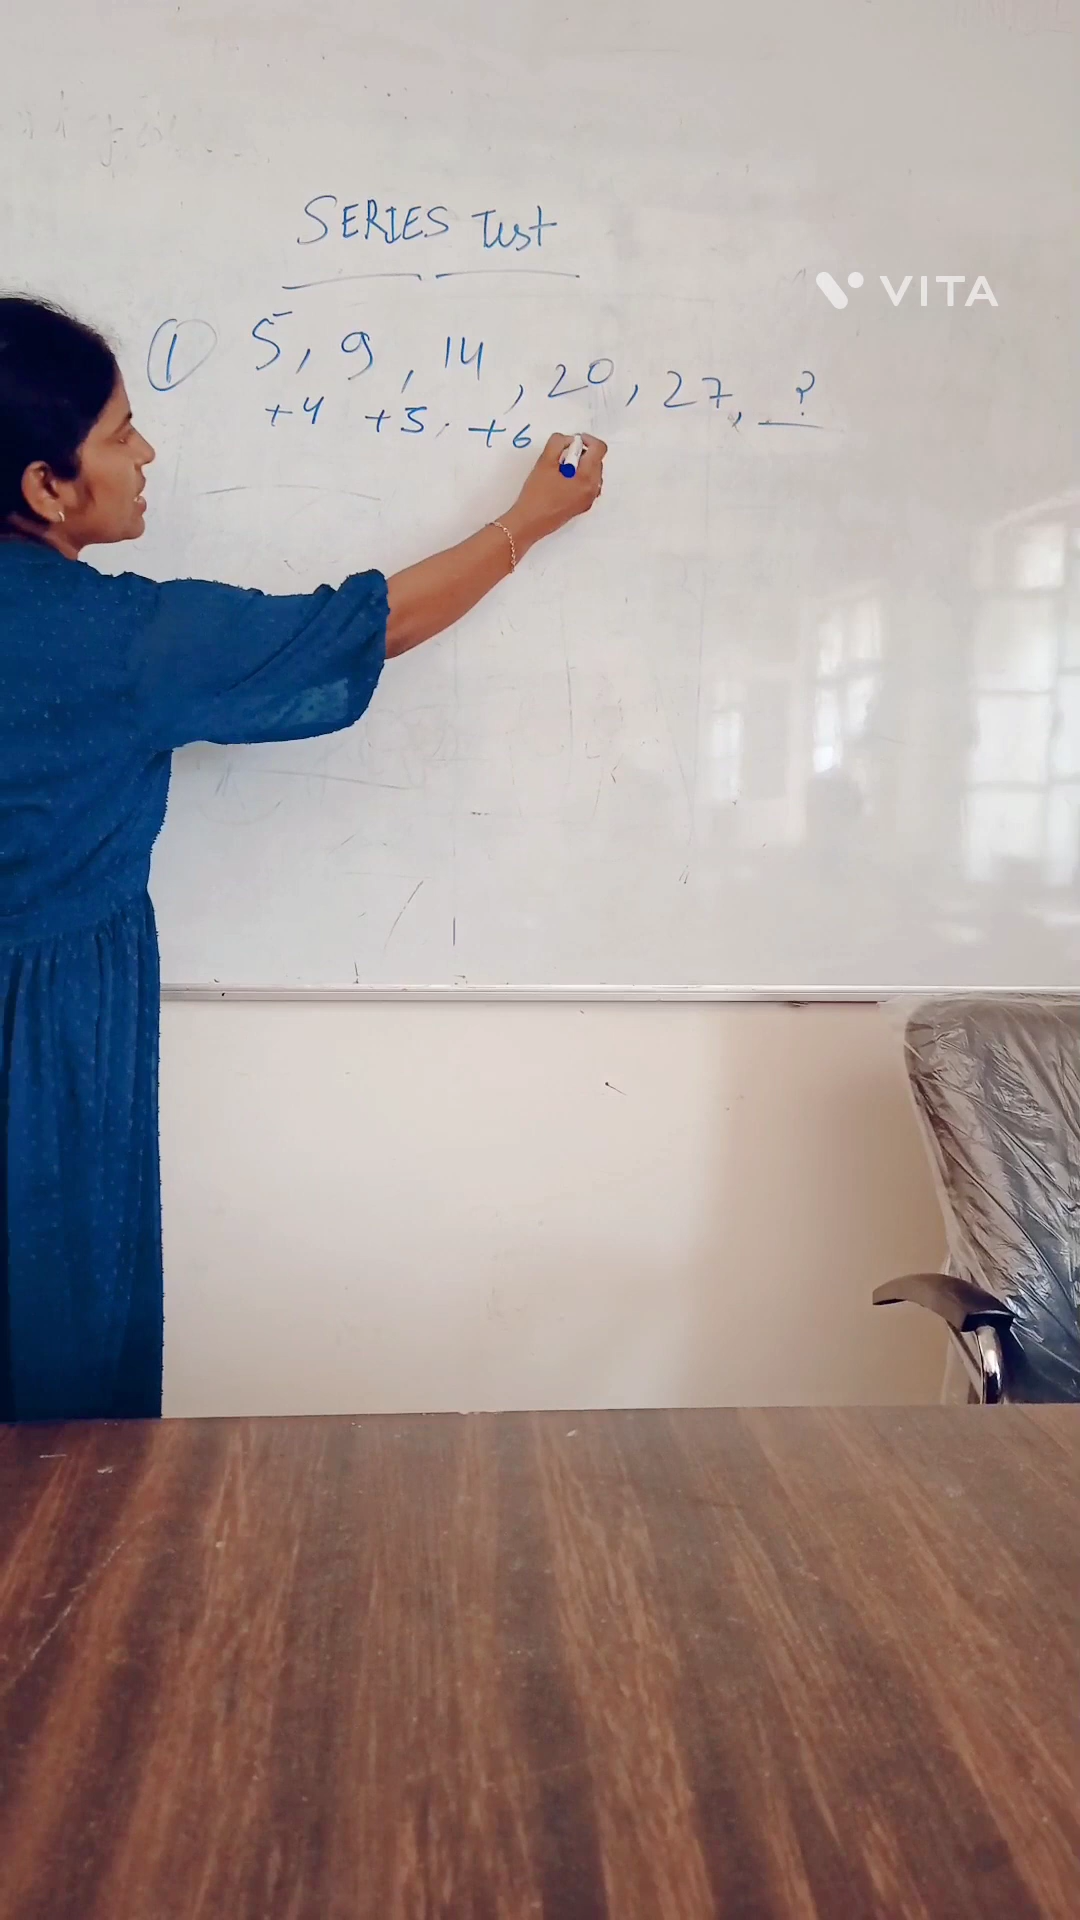 SERIES Test
VITA
① 5, 9, 14, 20, 27, ?
+4 +5 +6